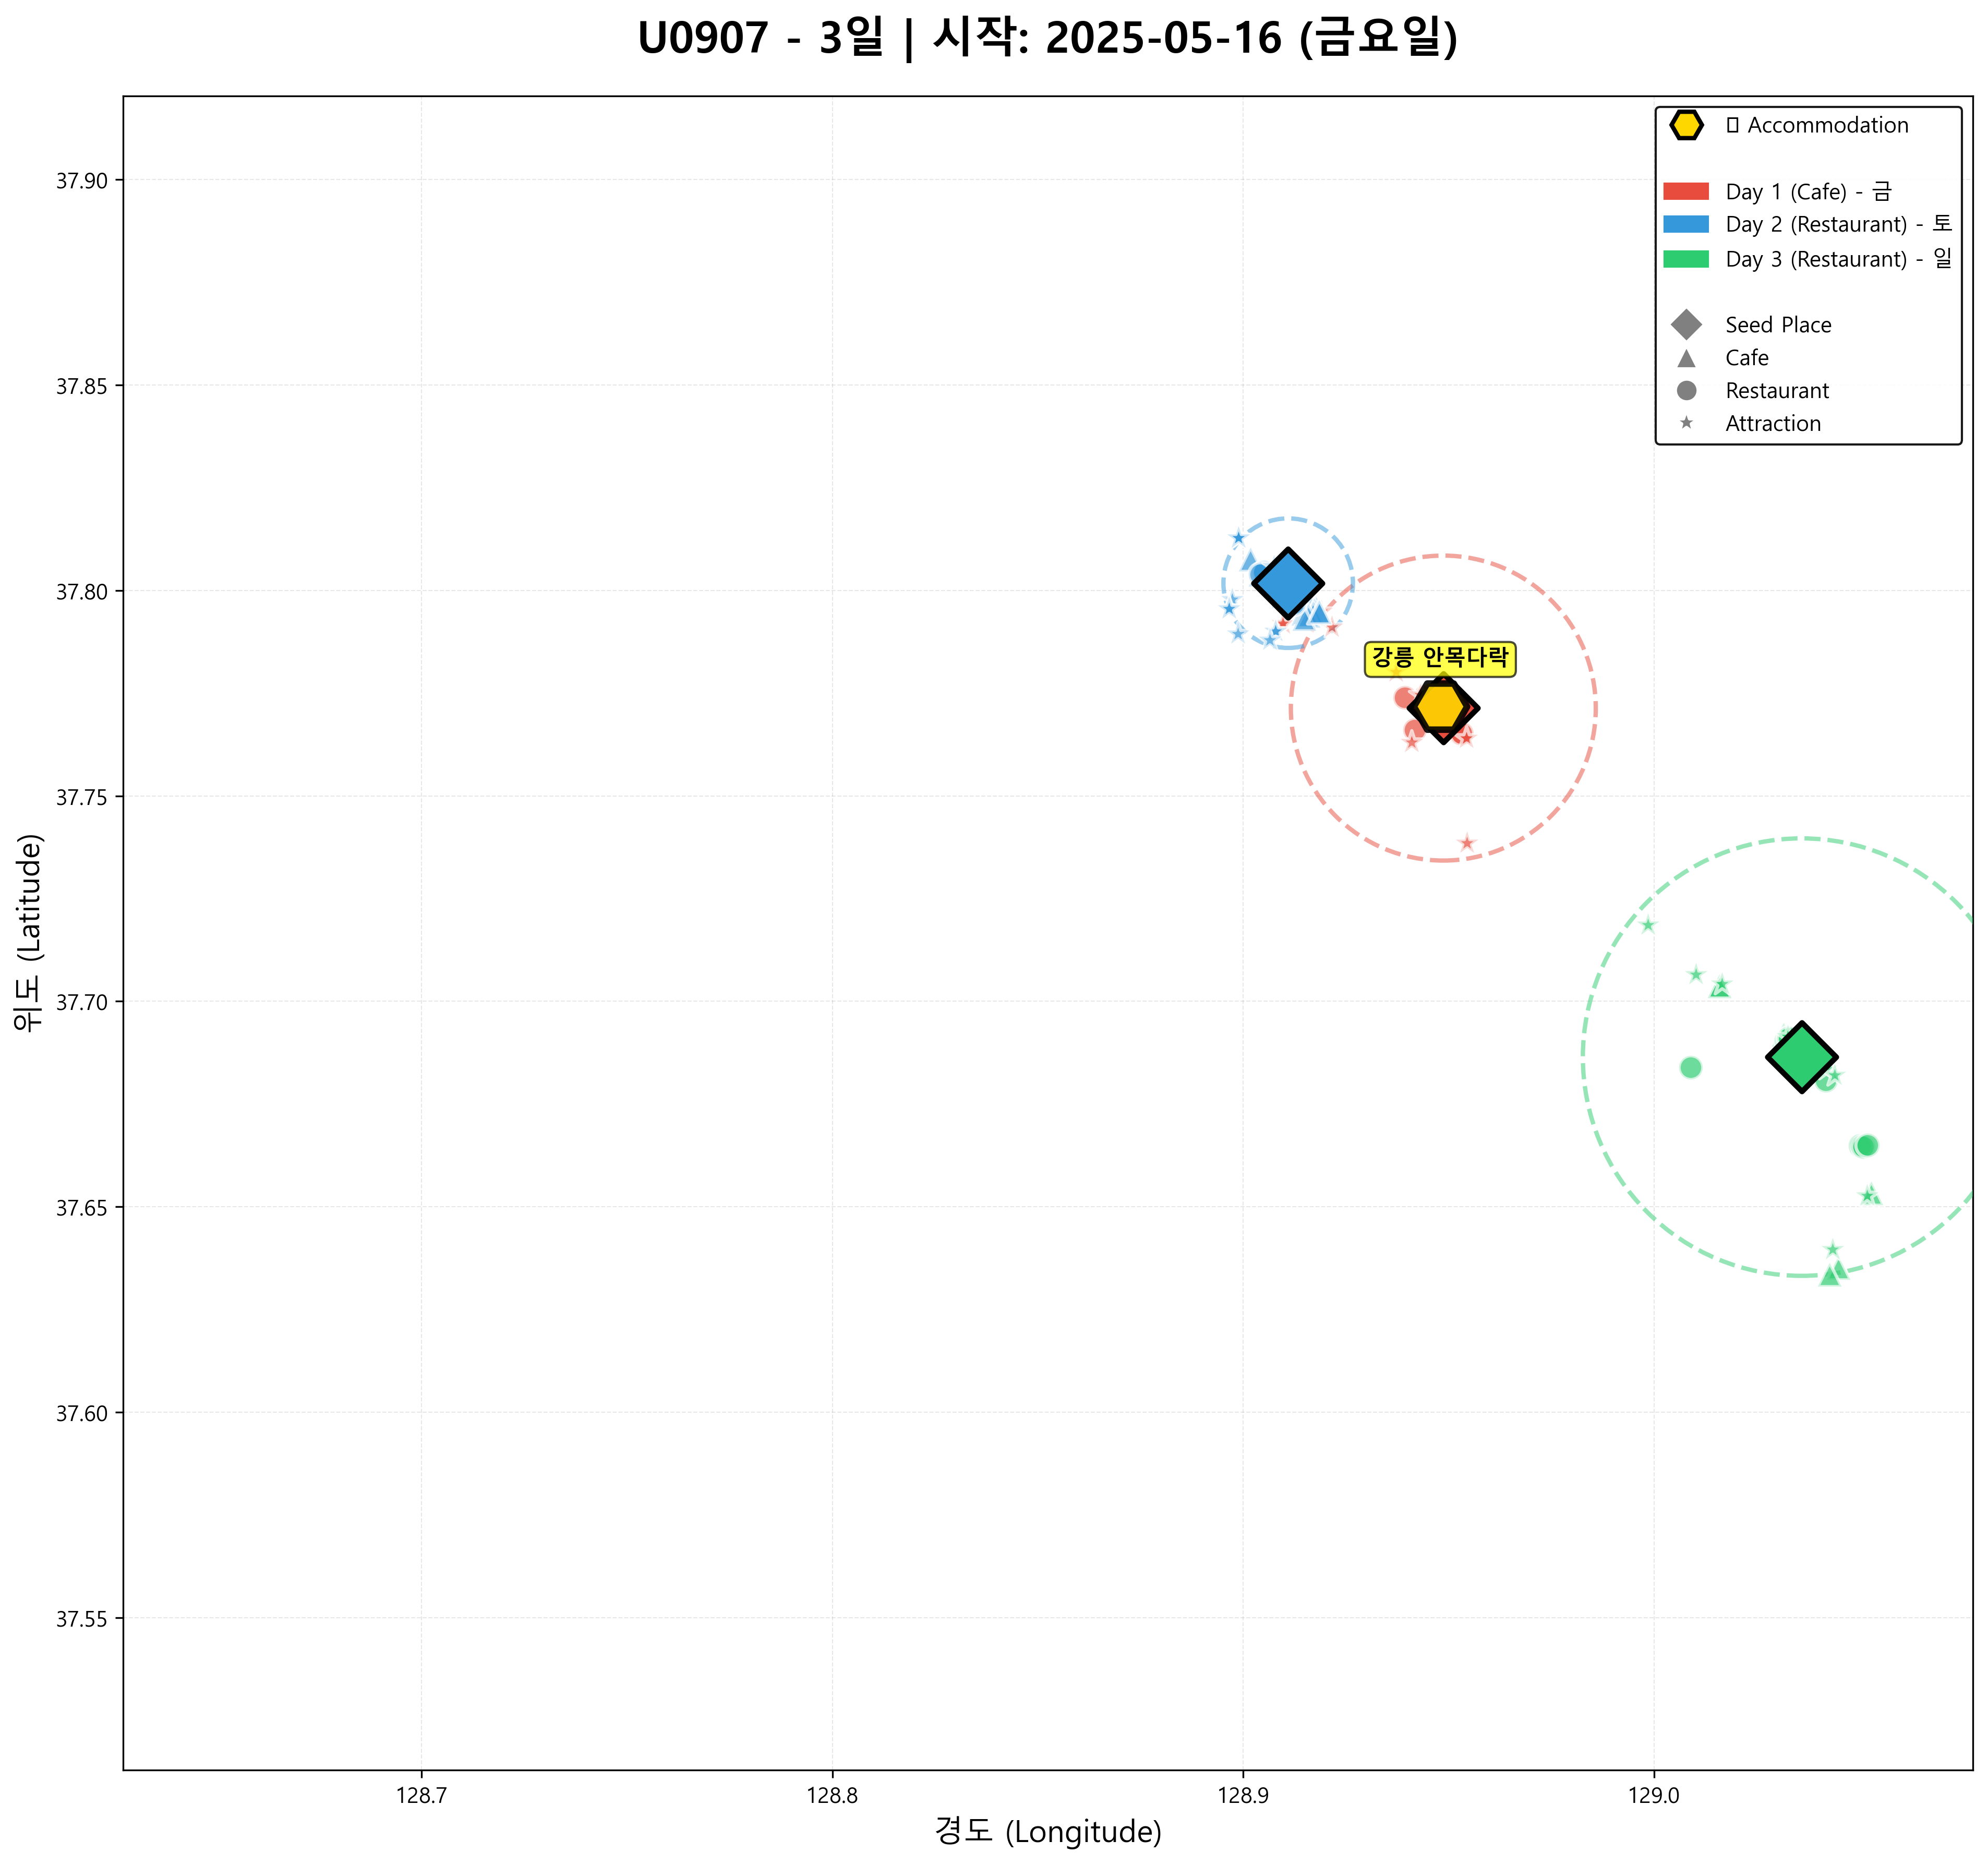 U0907 - 3일 | 시작: 2025-05-16 (금요일)
Accommodation
Day 1 (Cafe) - 금
Day 2 (Restaurant) - 토
Day 3 (Restaurant) - 일
Seed Place
Cafe
Restaurant
Attraction
강릉 안목다락
위도 (Latitude)
37.90
37.85
37.80
37.75
37.70
37.65
37.60
37.55
128.7
128.8
128.9
129.0
경도 (Longitude)